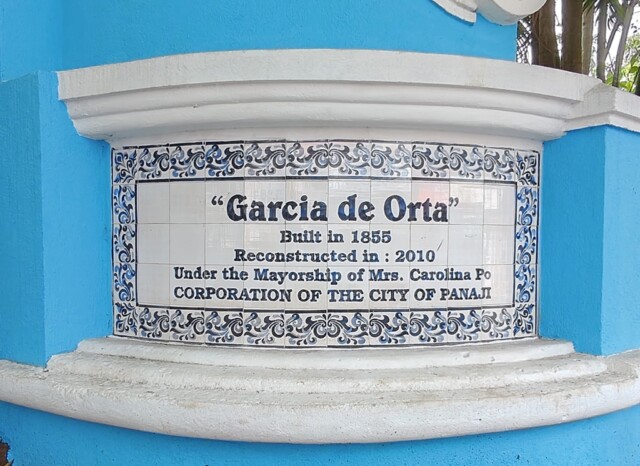 “Garcia de Orta”
Built in 1855
Reconstructed in : 2010
Under the Mayorship of Mrs. Carolina Po
CORPORATION OF THE CITY OF PANAJI